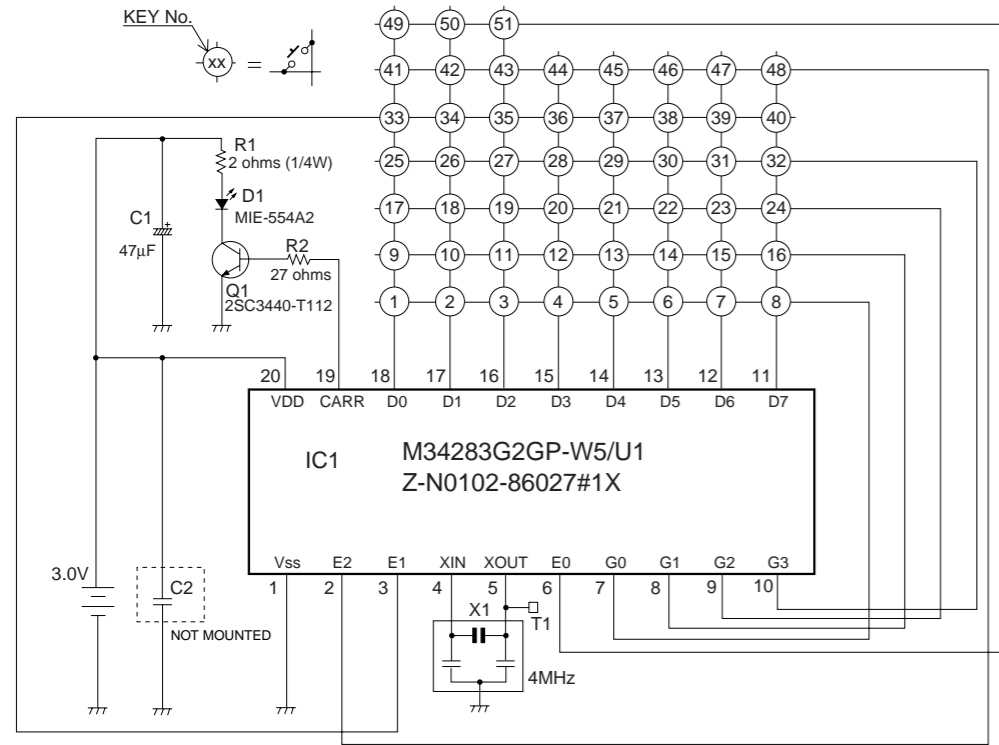 KEY No.
XX =
49 50 51
41 42 43 44 45 46 47 48
33 34 35 36 37 38 39 40
R1
2 ohms (1/4W)
25 26 27 28 29 30 31 32
D1
MIE-554A2
C1 +
47µF
17 18 19 20 21 22 23 24
R2
27 ohms
9 10 11 12 13 14 15 16
Q1
2SC3440-T112
1 2 3 4 5 6 7 8
20 19 18 17 16 15 14 13 12 11
VDD CARR D0 D1 D2 D3 D4 D5 D6 D7
IC1
M34283G2GP-W5/U1
Z-N0102-86027#1X
Vss E2 E1 XIN XOUT E0 G0 G1 G2 G3
1 2 3 4 5 6 7 8 9 10
3.0V
C2
NOT MOUNTED
X1
T1
4MHz